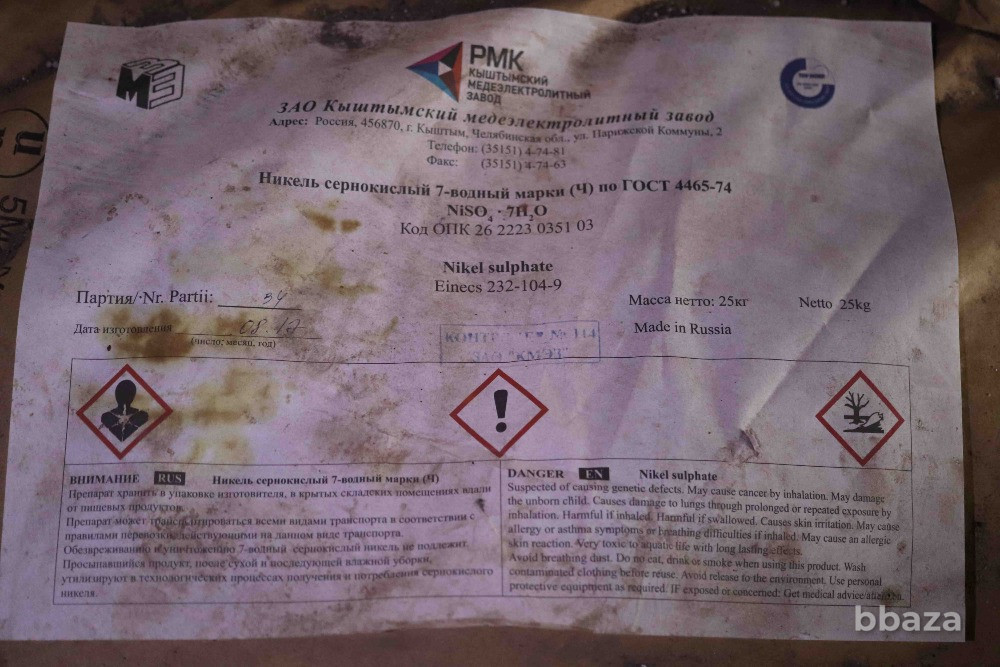 РМК
КЫШТЫМСКИЙ
МЕДЕЭЛЕКТРОЛИТНЫЙ
ЗАВОД
ЗАО Кыштымский медеэлектролитный завод
Адрес: Россия, 456870, г. Кыштым, Челябинская обл., ул. Парижской Коммуны, 2
Телефон: (35151) 4-74-81
Факс: (35151) 4-74-63
Никель сернокислый 7-водный марки (Ч) по ГОСТ 4465-74
NiSO4 · 7H2O
Код ОПК 26 2223 0351 03
Nikel sulphate
Einecs 232-104-9
Партия/·Nr. Partii: 34
Масса нетто: 25кг Netto 25kg
Дата изготовления 08.17
(число, месяц, год)
Made in Russia
№ 114
ЗАО "КМЭЗ"
ВНИМАНИЕ RUS Никель сернокислый 7-водный марки (Ч)
Препарат хранить в упаковке изготовителя, в крытых складских помещениях вдали
от пищевых продуктов.
Препарат может транспортироваться всеми видами транспорта в соответствии с
правилами перевозок действующими на данном виде транспорта.
Обезвреживанию и уничтожению 7-водный сернокислый никель не подлежит.
Просыпавшийся продукт, после сухой и последующей влажной уборки,
утилизируют в технологических процессах получения и потребления сернокислого
никеля.
DANGER EN Nikel sulphate
Suspected of causing genetic defects. May cause cancer by inhalation. May damage
the unborn child. Causes damage to lungs through prolonged or repeated exposure by
inhalation. Harmful if inhaled. Harmful if swallowed. Causes skin irritation. May cause
allergy or asthma symptoms or breathing difficulties if inhaled. May cause an allergic
skin reaction. Very toxic to aquatic life with long lasting effects.
Avoid breathing dust. Do no eat, drink or smoke when using this product. Wash
contaminated clothing before reuse. Avoid release to the environment. Use personal
protective equipment as required. IF exposed or concerned: Get medical advice/attention.
bbaza